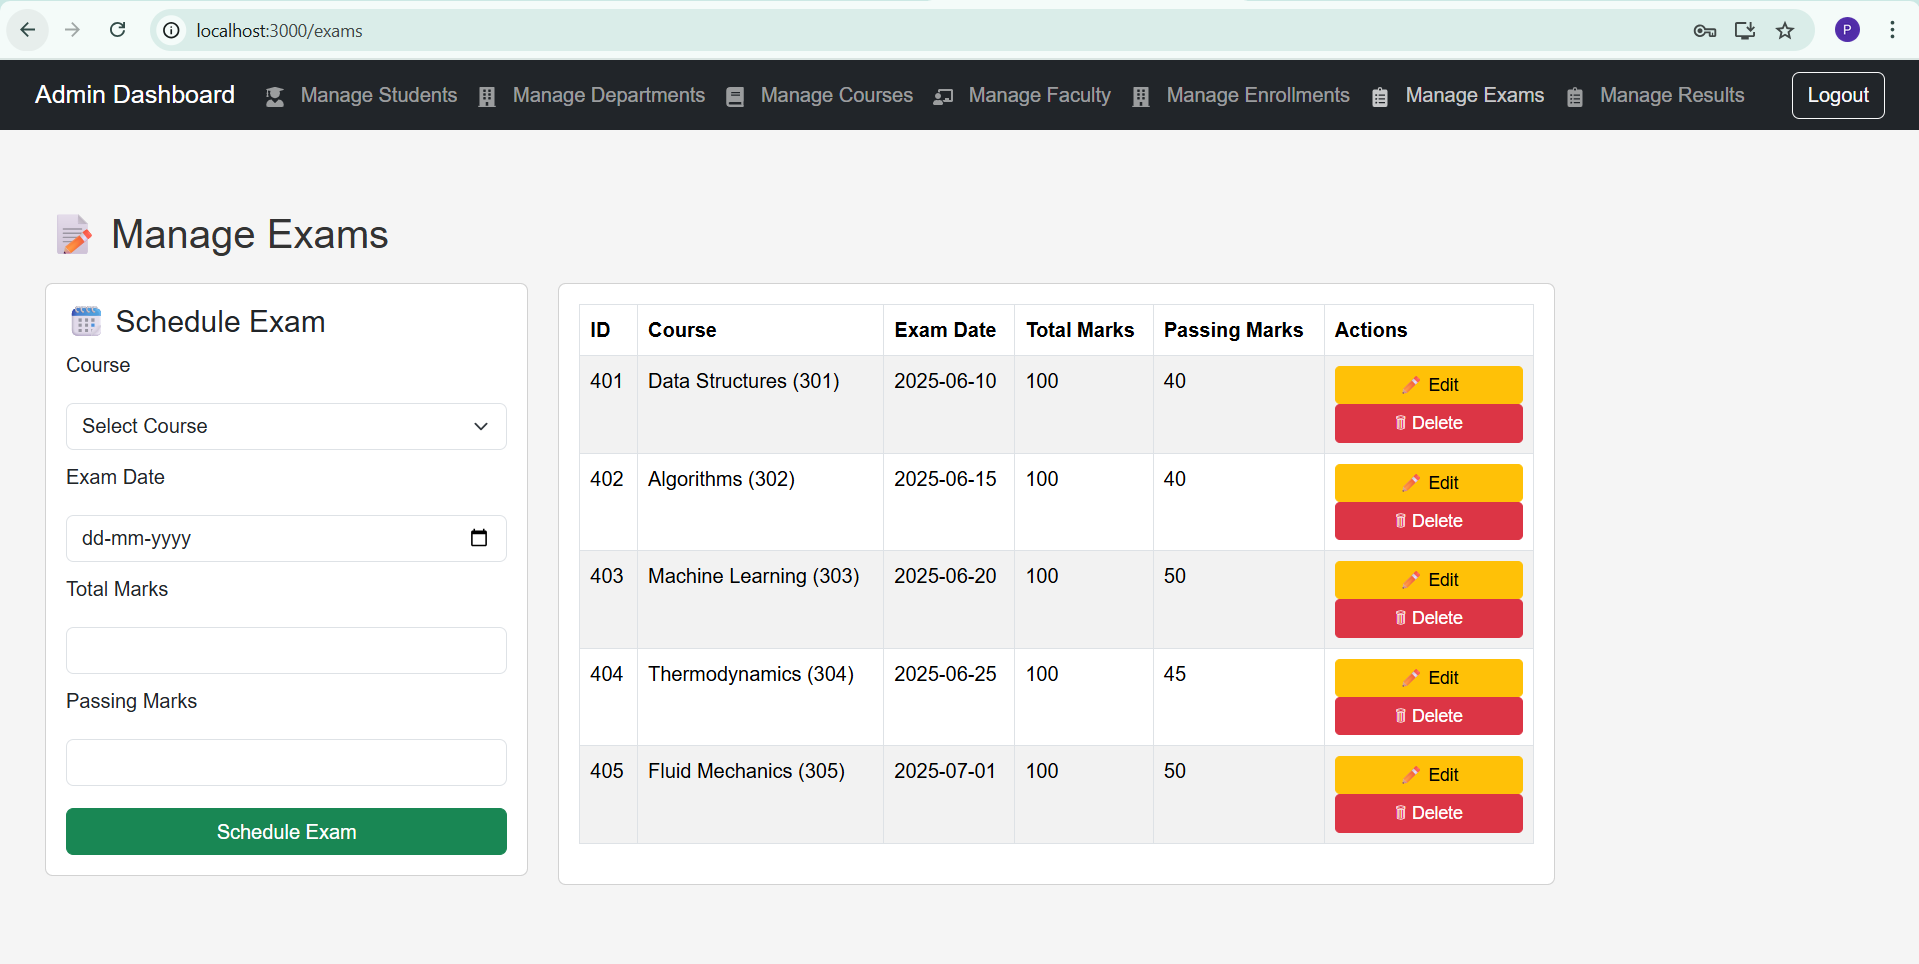 localhost:3000/exams
P
Admin Dashboard Manage Students Manage Departments Manage Courses Manage Faculty Manage Enrollments Manage Exams Manage Results Logout
Manage Exams
Schedule Exam
Course
Select Course
Exam Date
dd-mm-yyyy
Total Marks
Passing Marks
Schedule Exam
ID Course Exam Date Total Marks Passing Marks Actions
401 Data Structures (301) 2025-06-10 100 40 Edit
Delete
402 Algorithms (302) 2025-06-15 100 40 Edit
Delete
403 Machine Learning (303) 2025-06-20 100 50 Edit
Delete
404 Thermodynamics (304) 2025-06-25 100 45 Edit
Delete
405 Fluid Mechanics (305) 2025-07-01 100 50 Edit
Delete